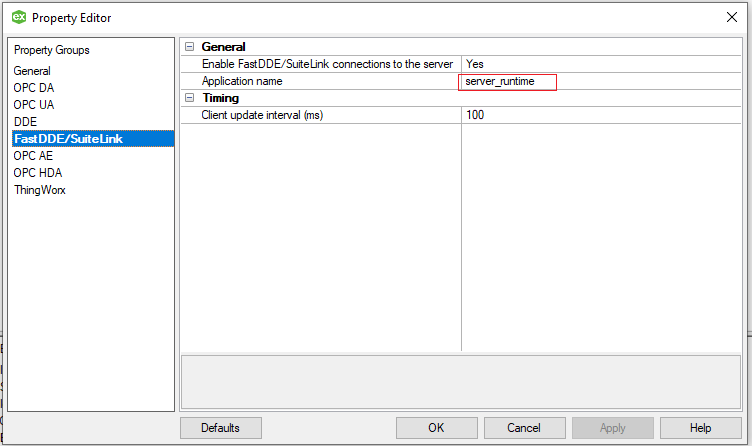 ex Property Editor
Property Groups
General
OPC DA
OPC UA
DDE
FastDDE/SuiteLink
OPC AE
OPC HDA
ThingWorx
General
Enable FastDDE/SuiteLink connections to the server Yes
Application name server_runtime
Timing
Client update interval (ms) 100
Defaults OK Cancel Apply Help